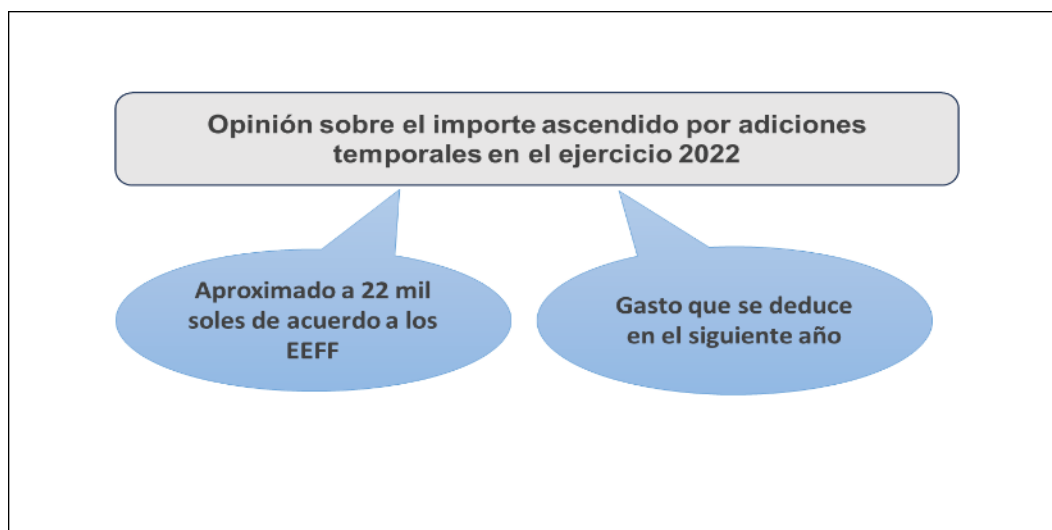 Opinión sobre el importe ascendido por adiciones
temporales en el ejercicio 2022
Aproximado a 22 mil
soles de acuerdo a los
EEFF
Gasto que se deduce
en el siguiente año